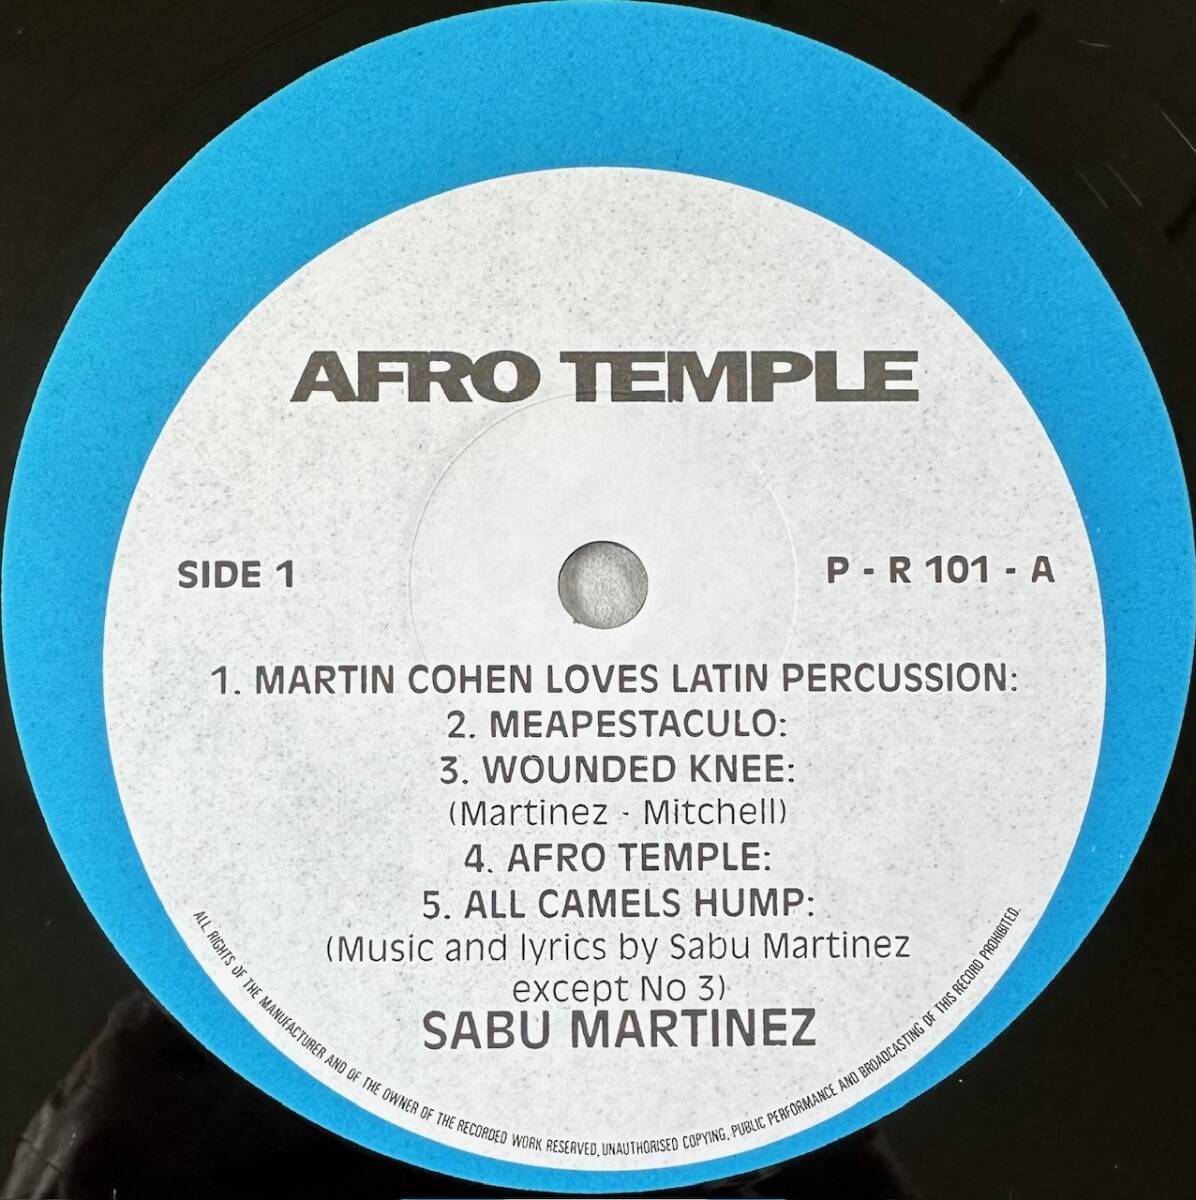 AFRO TEMPLE
SIDE 1
P - R 101 - A
1. MARTIN COHEN LOVES LATIN PERCUSSION:
2. MEAPESTACULO:
3. WOUNDED KNEE:
(Martinez - Mitchell)
4. AFRO TEMPLE:
5. ALL CAMELS HUMP:
(Music and lyrics by Sabu Martinez
except No 3)
SABU MARTINEZ
ALL RIGHTS OF THE MANUFACTURER AND OF THE OWNER OF THE RECORDED WORK RESERVED, UNAUTHORISED COPYING, PUBLIC PERFORMANCE AND BROADCASTING OF THIS RECORD PROHIBITED.